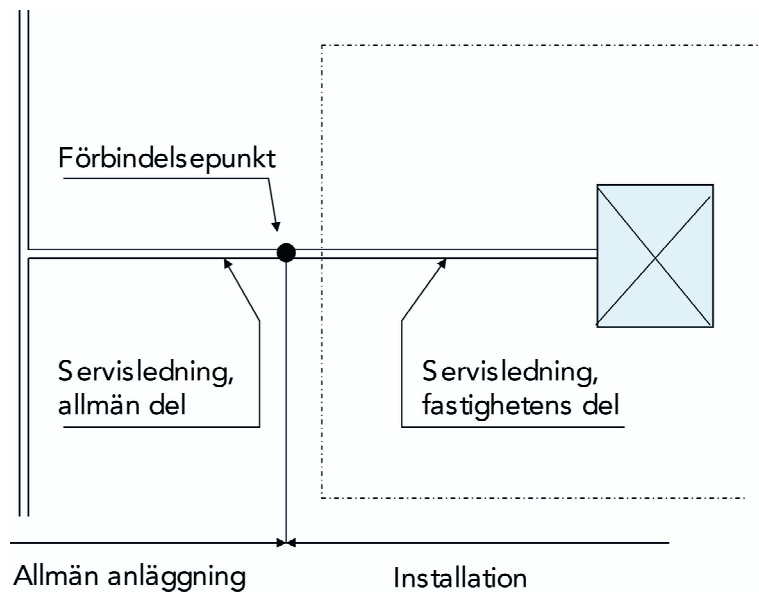 Förbindelsepunkt
Servisledning,
allmän del
Servisledning,
fastighetens del
Allmän anläggning
Installation